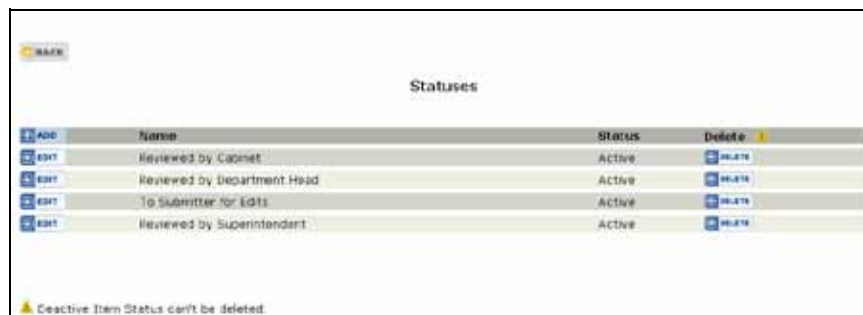 BACK
Statuses
ADD Name Status Delete
EDIT Reviewed by Cabinet Active DELETE
EDIT Reviewed by Department Head Active DELETE
EDIT To Submitter for Edits Active DELETE
EDIT Reviewed by Superintendent Active DELETE
Deactive Item Status can't be deleted.